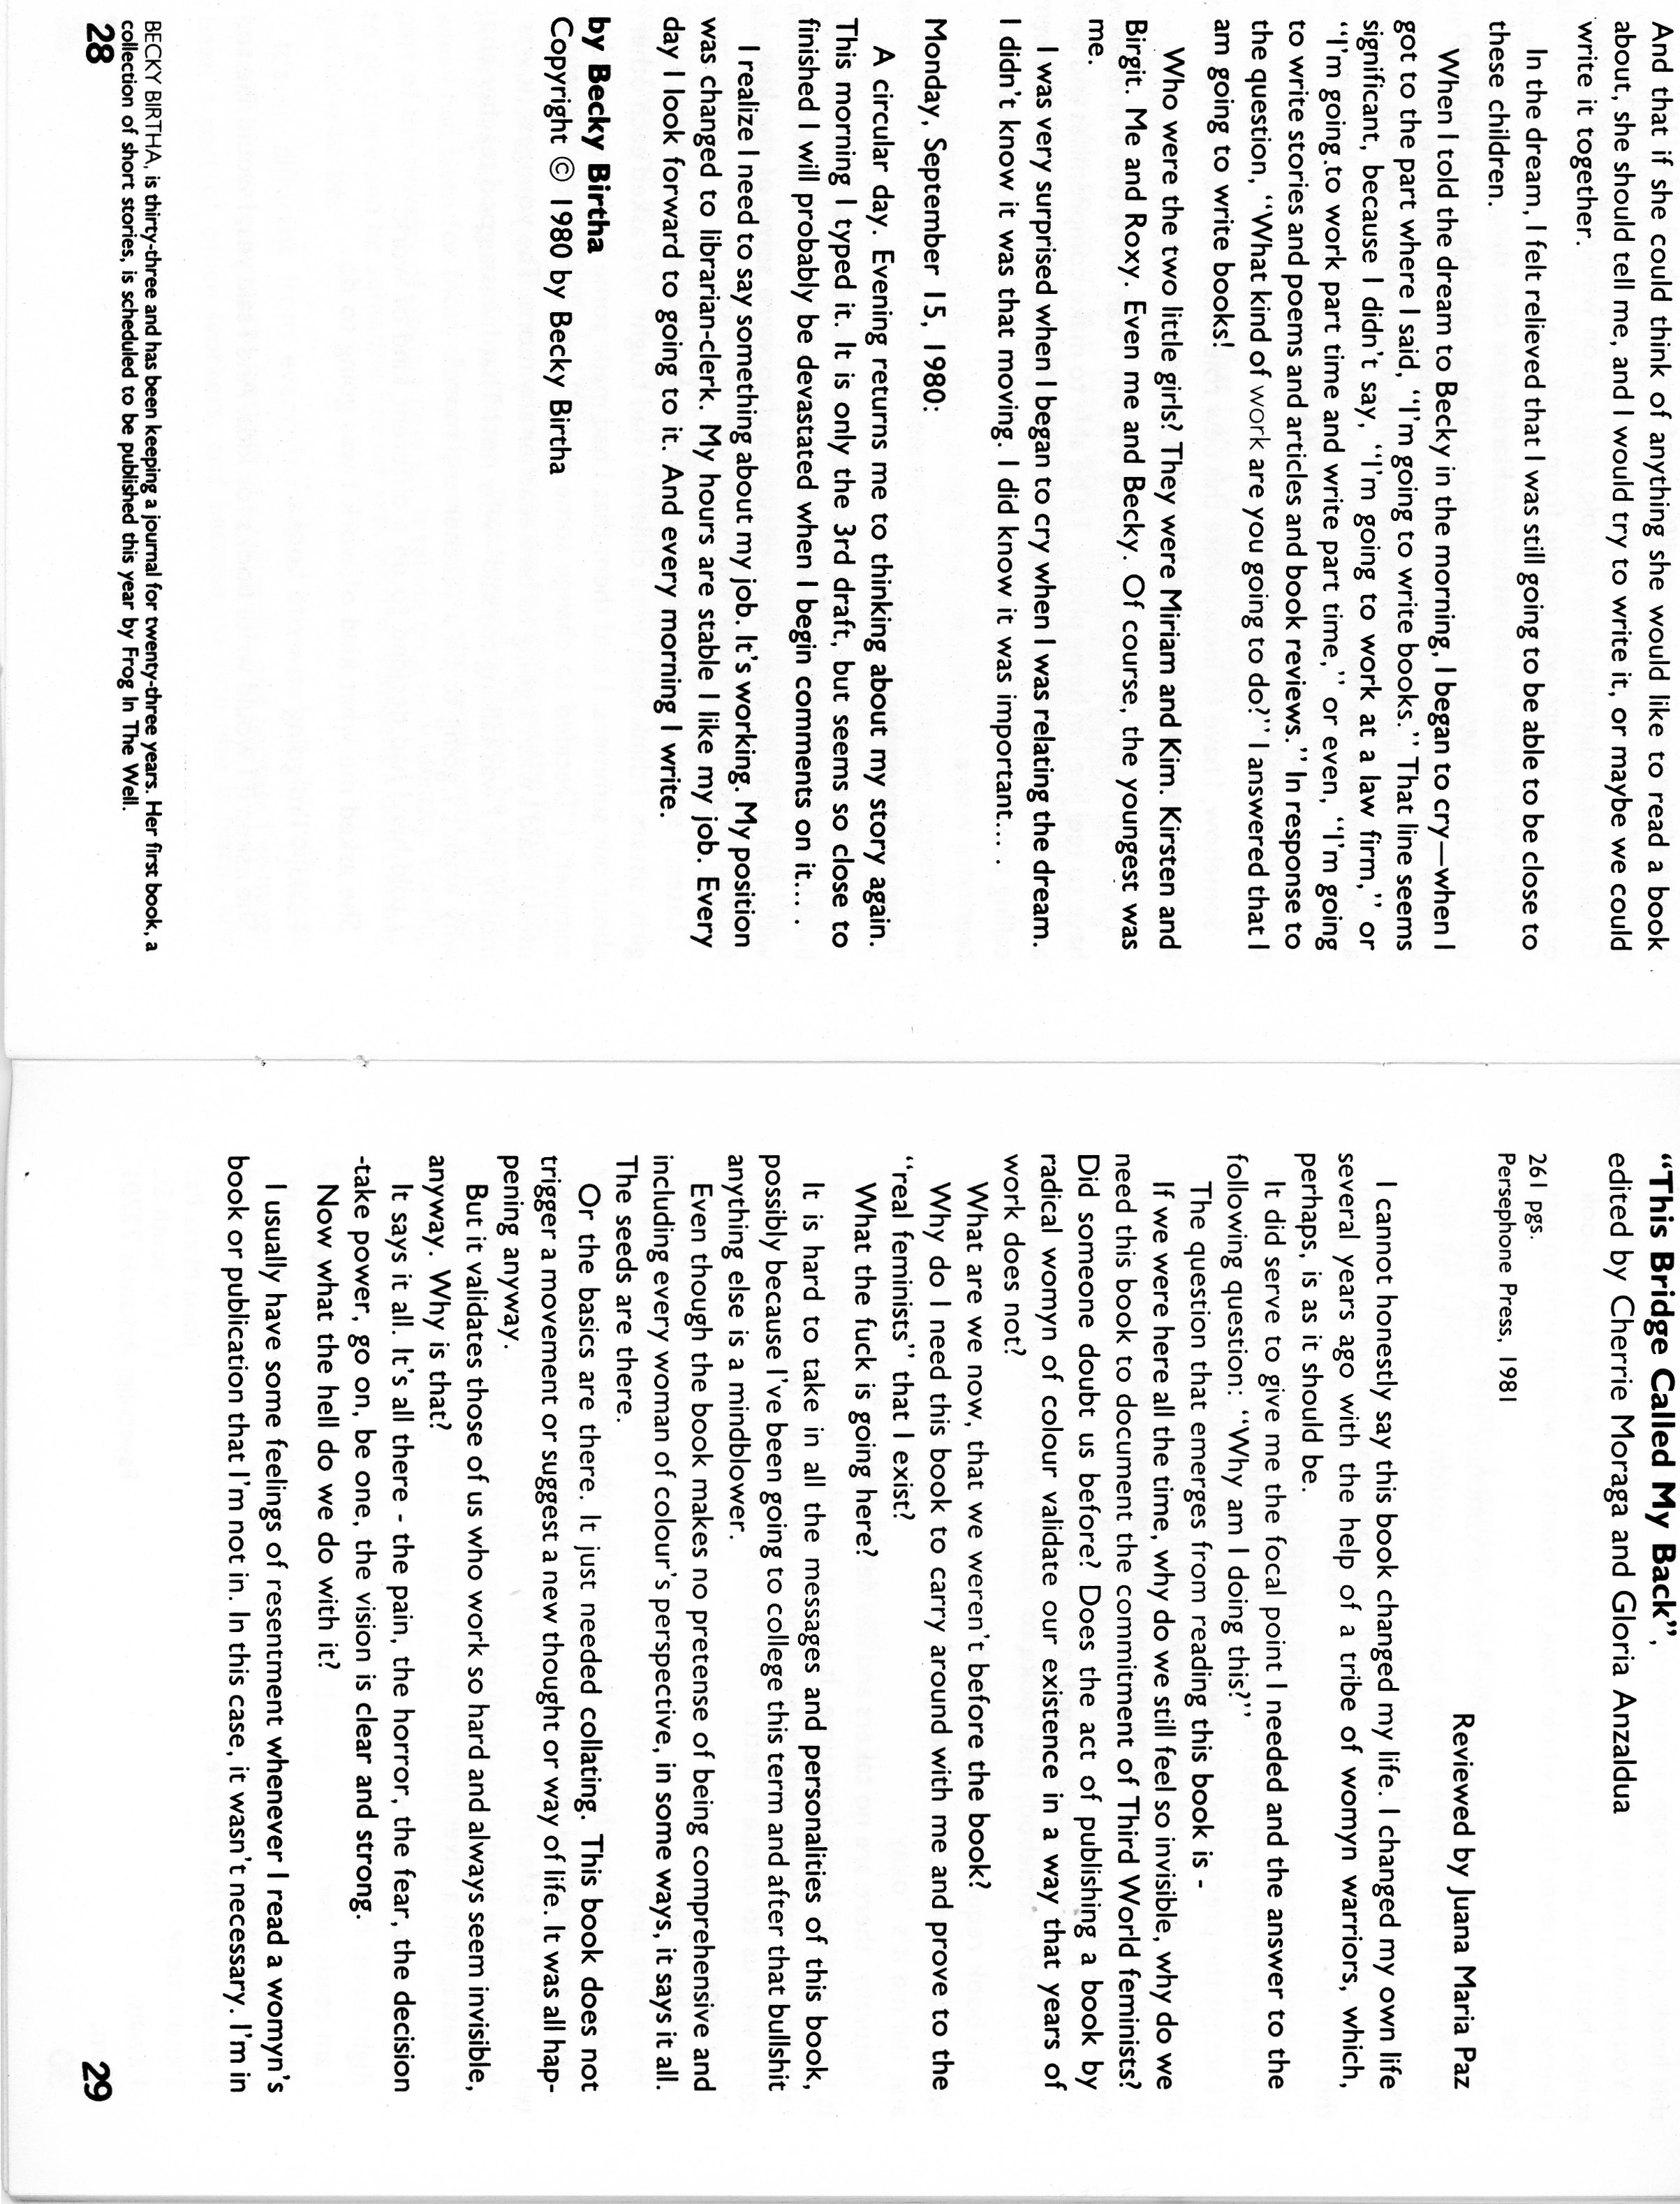 And that if she could think of anything she would like to read a book
about, she should tell me, and I would try to write it, or maybe we could
write it together.
In the dream, I felt relieved that I was still going to be able to be close to
these children.
When I told the dream to Becky in the morning, I began to cry—when I
got to the part where I said, "I'm going to write books." That line seems
significant, because I didn't say, "I'm going to work at a law firm," or
"I'm going to work part time and write part time," or even, "I'm going
to write stories and poems and articles and book reviews." In response to
the question, "What kind of work are you going to do?" I answered that I
am going to write books!
Who were the two little girls? They were Miriam and Kim. Kirsten and
Birgit. Me and Roxy. Even me and Becky. Of course, the youngest was
me.
I was very surprised when I began to cry when I was relating the dream.
I didn't know it was that moving. I did know it was important... .
Monday, September 15, 1980:
A circular day. Evening returns me to thinking about my story again.
This morning I typed it. It is only the 3rd draft, but seems so close to
finished I will probably be devastated when I begin comments on it... .
I realize I need to say something about my job. It's working. My position
was changed to librarian-clerk. My hours are stable I like my job. Every
day I look forward to going to it. And every morning I write.
by Becky Birtha
Copyright © 1980 by Becky Birtha
BECKY BIRTHA, is thirty-three and has been keeping a journal for twenty-three years. Her first book, a
collection of short stories, is scheduled to be published this year by Frog In The Well.
28
"This Bridge Called My Back",
edited by Cherrie Moraga and Gloria Anzaldua
261 pgs.
Persephone Press, 1981
Reviewed by Juana Maria Paz
I cannot honestly say this book changed my life. I changed my own life
several years ago with the help of a tribe of womyn warriors, which,
perhaps, is as it should be.
It did serve to give me the focal point I needed and the answer to the
following question: "Why am I doing this?"
The question that emerges from reading this book is -
If we were here all the time, why do we still feel so invisible, why do we
need this book to document the commitment of Third World feminists?
Did someone doubt us before? Does the act of publishing a book by
radical womyn of colour validate our existence in a way that years of
work does not?
What are we now, that we weren't before the book?
Why do I need this book to carry around with me and prove to the
"real feminists" that I exist?
What the fuck is going here?
It is hard to take in all the messages and personalities of this book,
possibly because I've been going to college this term and after that bullshit
anything else is a mindblower.
Even though the book makes no pretense of being comprehensive and
including every woman of colour's perspective, in some ways, it says it all.
The seeds are there.
Or the basics are there. It just needed collating. This book does not
trigger a movement or suggest a new thought or way of life. It was all hap-
pening anyway.
But it validates those of us who work so hard and always seem invisible,
anyway. Why is that?
It says it all. It's all there - the pain, the horror, the fear, the decision
-take power, go on, be one, the vision is clear and strong.
Now what the hell do we do with it?
I usually have some feelings of resentment whenever I read a womyn's
book or publication that I'm not in. In this case, it wasn't necessary. I'm in
29